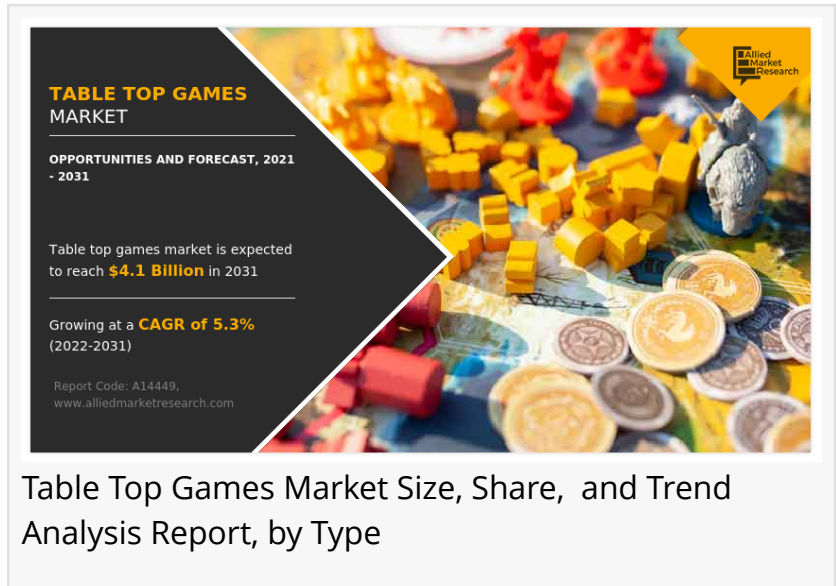 TABLE TOP GAMES
MARKET
OPPORTUNITIES AND FORECAST, 2021
- 2031
Table top games market is expected
to reach $4.1 Billion in 2031
Growing at a CAGR of 5.3%
(2022-2031)
Report Code: A14449,
www.alliedmarketresearch.com
Allied
Market
Research
Table Top Games Market Size, Share,  and Trend
Analysis Report, by Type